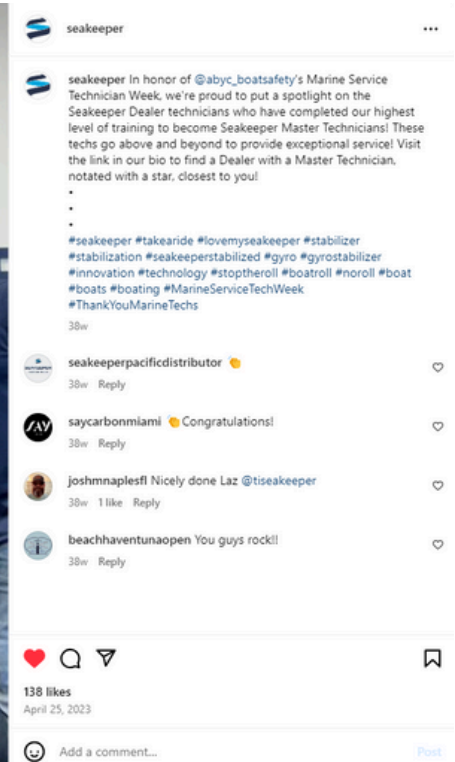 seakeeper
seakeeper In honor of @abyc_boatsafety's Marine Service
Technician Week, we're proud to put a spotlight on the
Seakeeper Dealer technicians who have completed our highest
level of training to become Seakeeper Master Technicians! These
techs go above and beyond to provide exceptional service! Visit
the link in our bio to find a Dealer with a Master Technician,
notated with a star, closest to you!
•
•
•
#seakeeper #takearide #lovemyseakeeper #stabilizer
#stabilization #seakeeperstabilized #gyro #gyrostabilizer
#innovation #technology #stoptheroll #boatroll #noroll #boat
#boats #boating #MarineServiceTechWeek
#ThankYouMarineTechs
38w
seakeeperpacificdistributor 👏
38w Reply
SAY
saycarbonmiami 👏Congratulations!
38w Reply
joshmnaplesfl Nicely done Laz @tiseakeeper
38w 1 like Reply
beachhaventunaopen You guys rock!!
38w Reply
138 likes
April 25, 2023
Add a comment...
Post